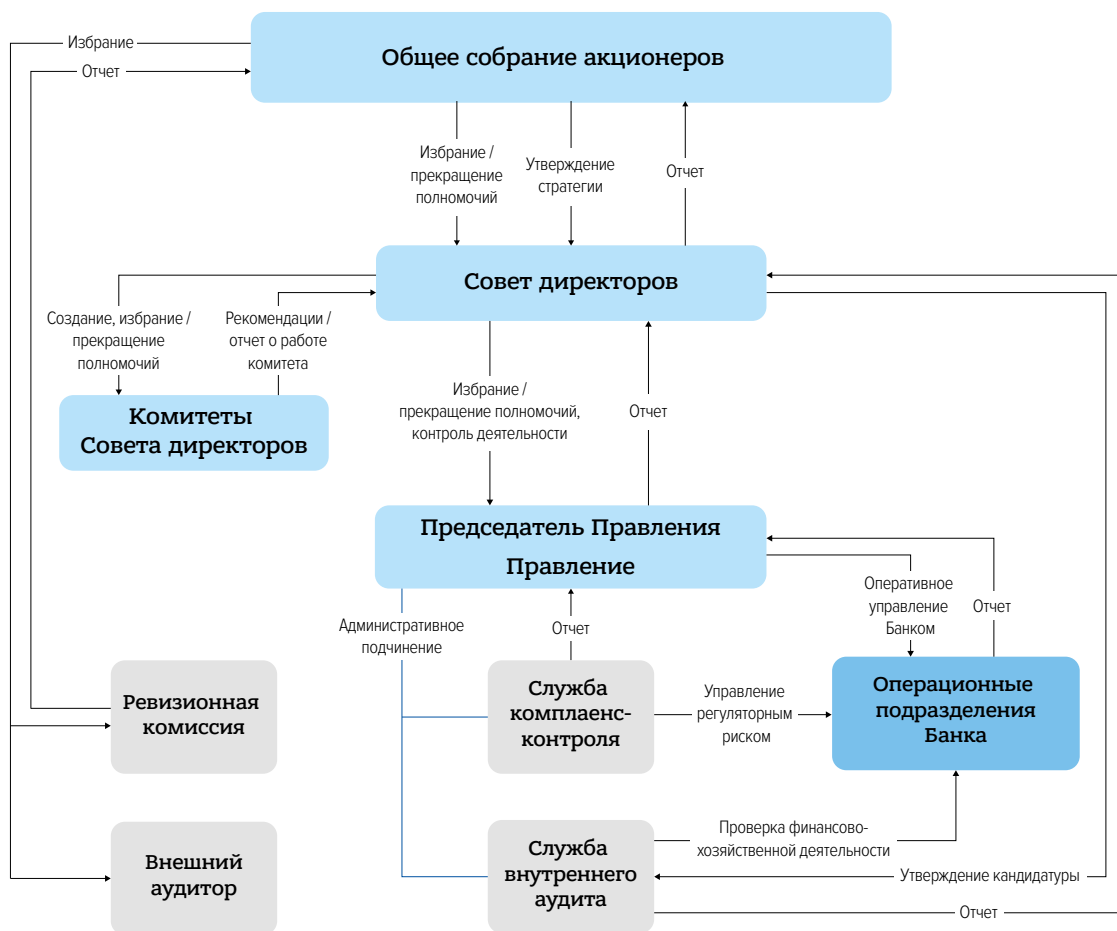 Избрание
Общее собрание акционеров
Отчет
Избрание /
прекращение
полномочий
Утверждение
стратегии
Отчет
Совет директоров
Создание, избрание /
прекращение
полномочий
Рекомендации /
отчет о работе
комитета
Избрание /
прекращение полномочий,
контроль деятельности
Отчет
Комитеты
Совета директоров
Председатель Правления
Правление
Административное
подчинение
Отчет
Оперативное
управление
Банком
Отчет
Ревизионная
комиссия
Служба
комплаенс-
контроля
Управление
регуляторным
риском
Операционные
подразделения
Банка
Внешний
аудитор
Служба
внутреннего
аудита
Проверка финансово-
хозяйственной деятельности
Утверждение кандидатуры
Отчет